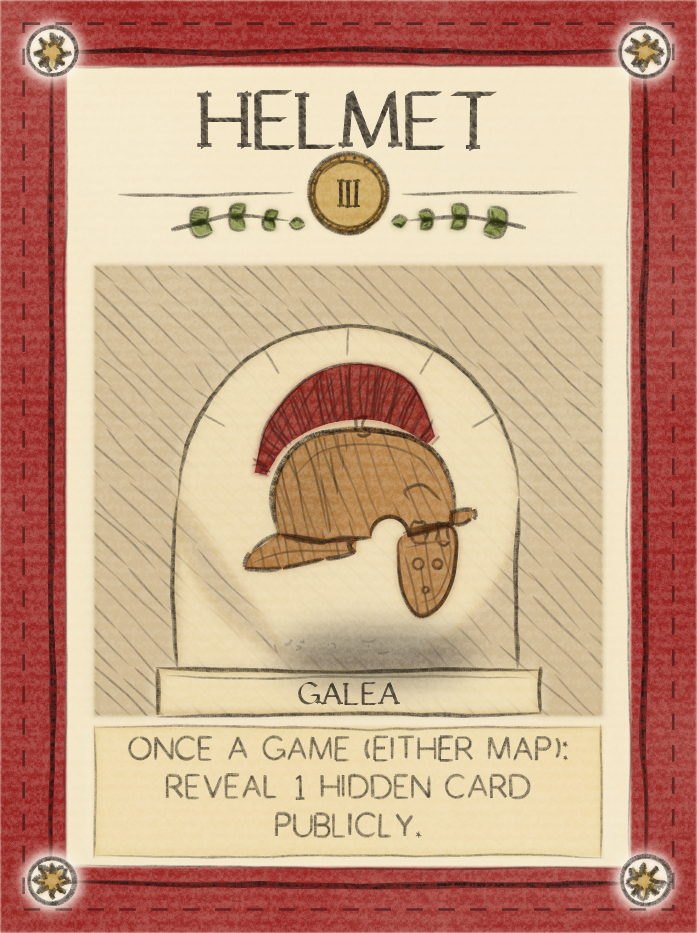 HELMET
III
GALEA
ONCE A GAME (EITHER MAP):
REVEAL 1 HIDDEN CARD
PUBLICLY.